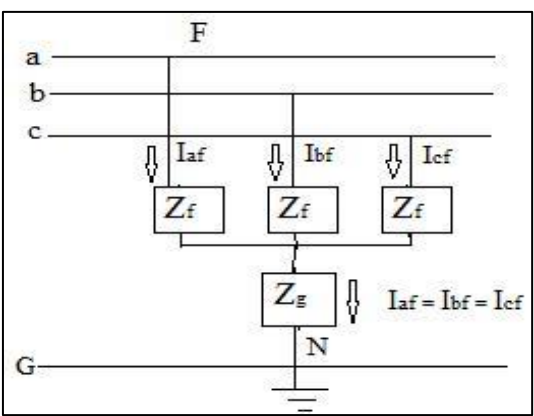 F
a
b
c
Iaf Ibf Icf
Zf Zf Zf
Zg Iaf = Ibf = Icf
N
G